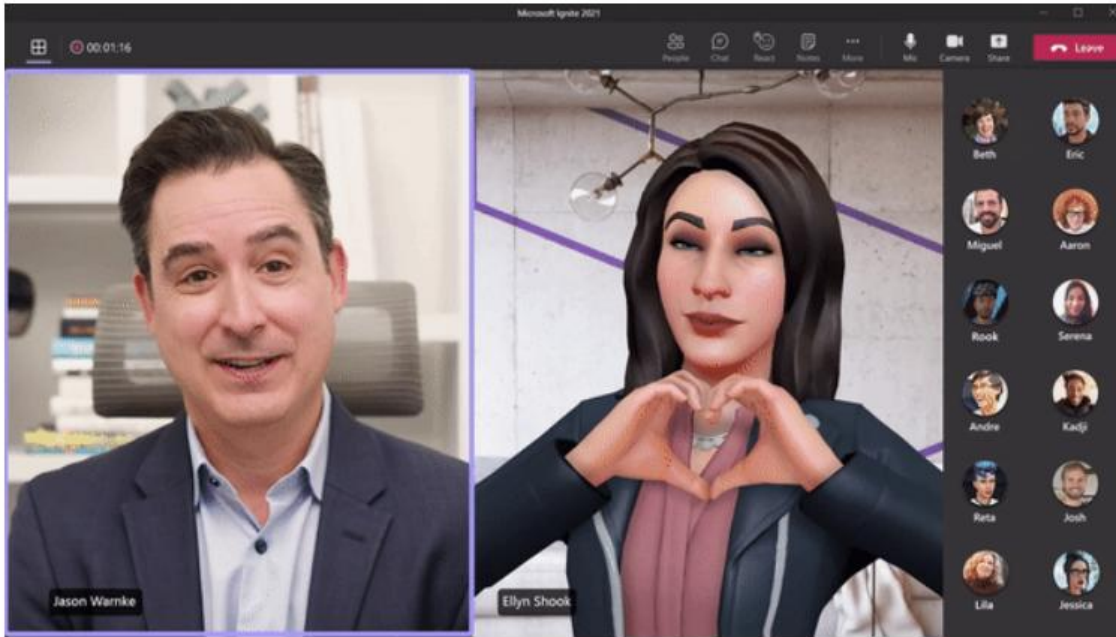 Microsoft Ignite 2021
00:01:16
People
Chat
React
Notes
More
Mic
Camera
Share
Leave
Beth
Eric
Miguel
Aaron
Rook
Serena
Andre
Kadji
Reta
Josh
Lila
Jessica
Jason Warnke
Ellyn Shook